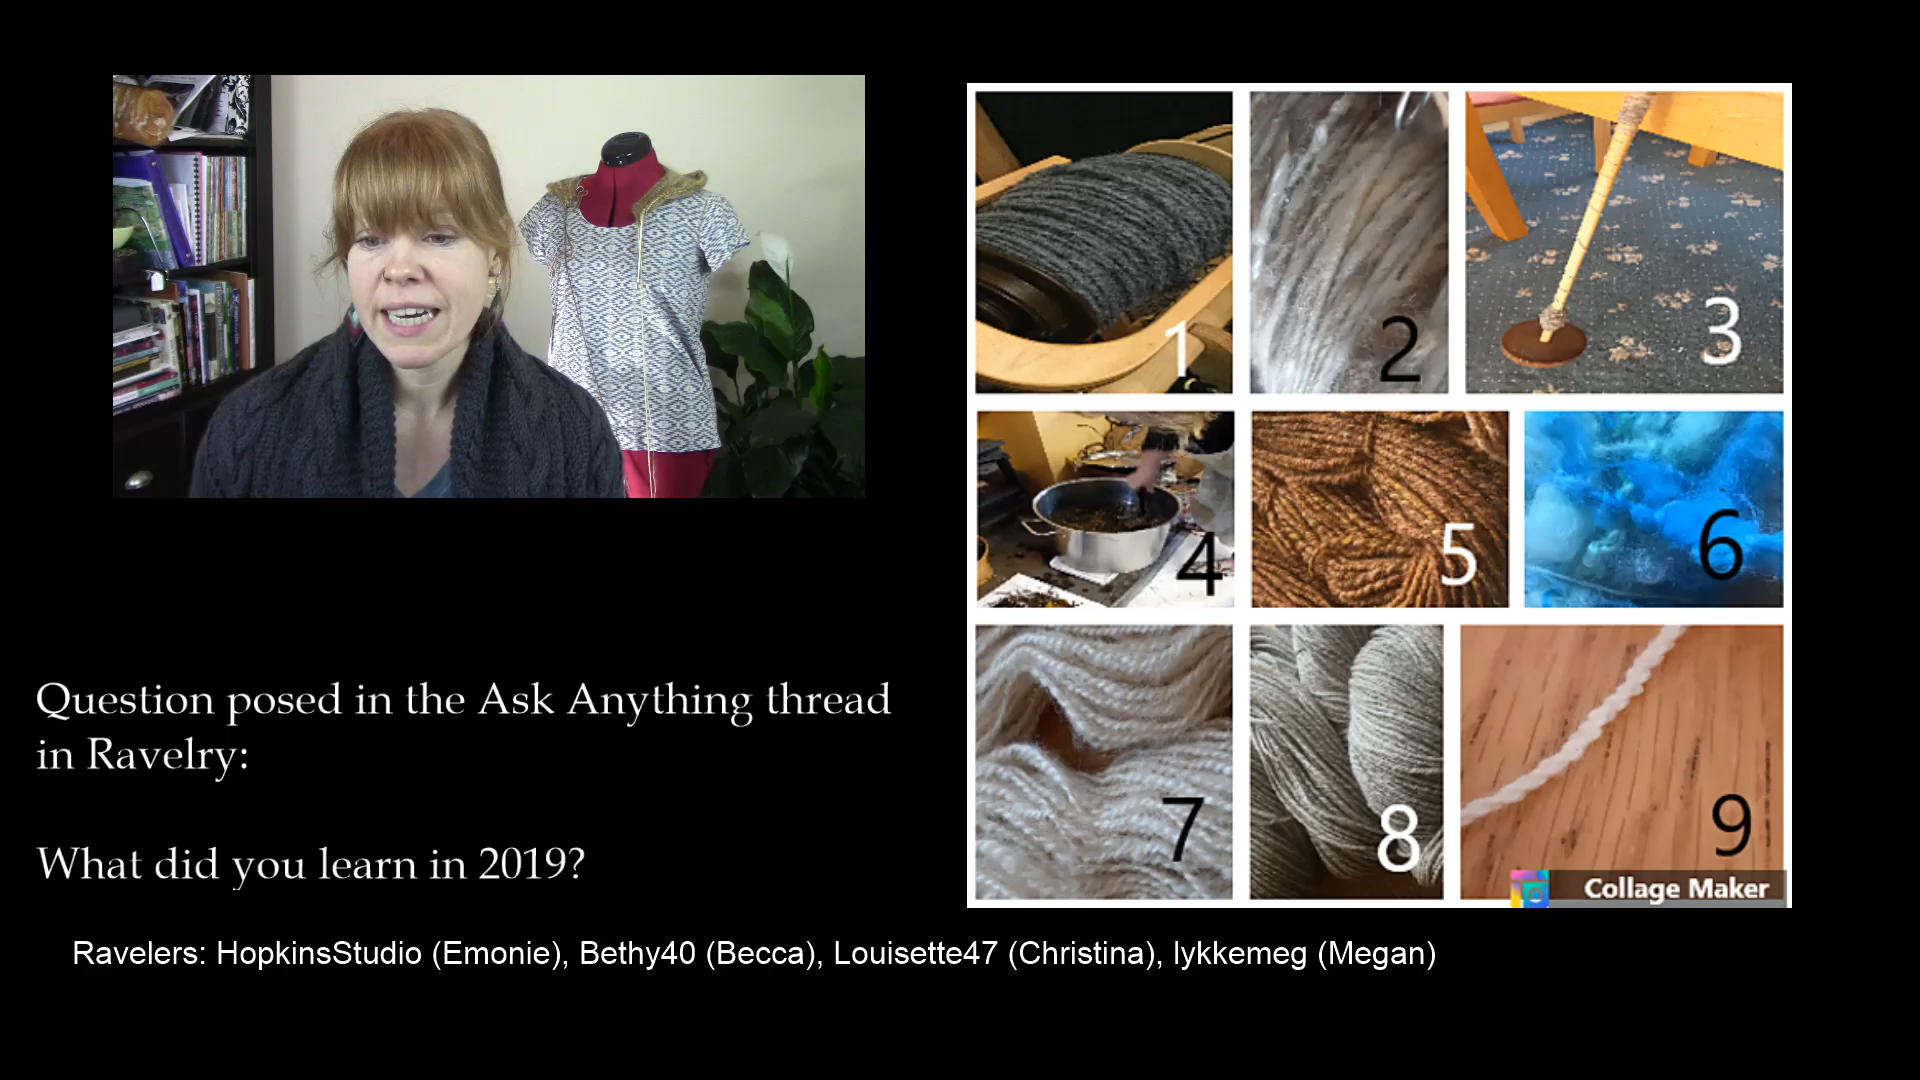 1
2
3
4
5
6
7
8
9
Collage Maker
Question posed in the Ask Anything thread
in Ravelry:
What did you learn in 2019?
Ravelers: HopkinsStudio (Emonie), Bethy40 (Becca), Louisette47 (Christina), lykkemeg (Megan)